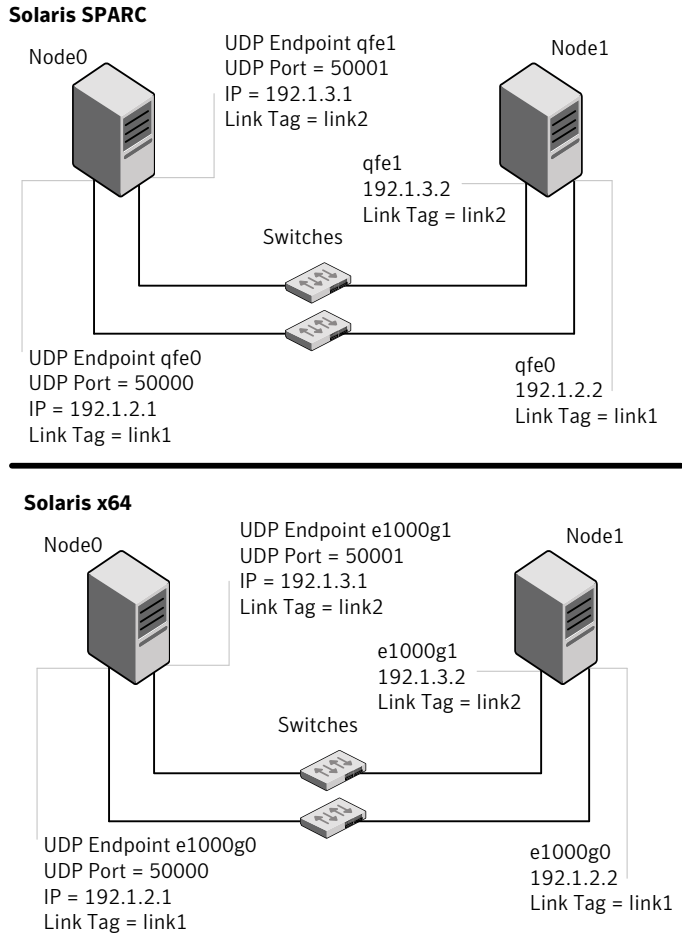 Solaris SPARC
Node0
UDP Endpoint qfe1
UDP Port = 50001
IP = 192.1.3.1
Link Tag = link2
Node1
qfe1
192.1.3.2
Link Tag = link2
Switches
UDP Endpoint qfe0
UDP Port = 50000
IP = 192.1.2.1
Link Tag = link1
qfe0
192.1.2.2
Link Tag = link1
Solaris x64
Node0
UDP Endpoint e1000g1
UDP Port = 50001
IP = 192.1.3.1
Link Tag = link2
Node1
e1000g1
192.1.3.2
Link Tag = link2
Switches
UDP Endpoint e1000g0
UDP Port = 50000
IP = 192.1.2.1
Link Tag = link1
e1000g0
192.1.2.2
Link Tag = link1